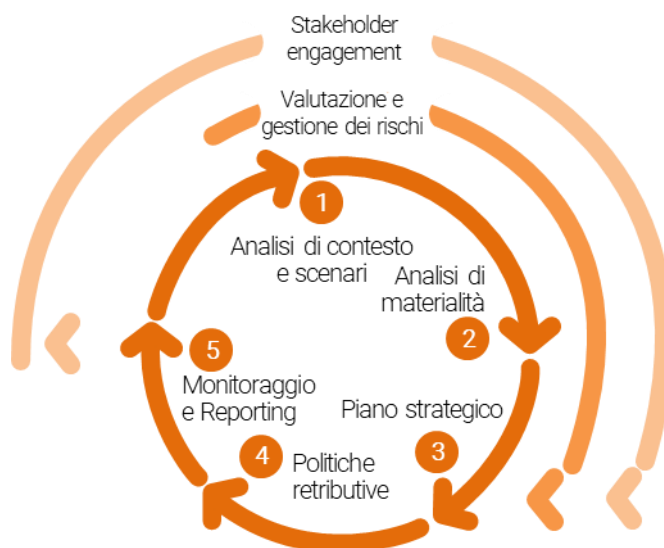 Stakeholder
engagement
Valutazione e
gestione dei rischi
1
Analisi di contesto
e scenari
Analisi di
materialità
2
Piano strategico
3
4
Politiche
retributive
5
Monitoraggio
e Reporting